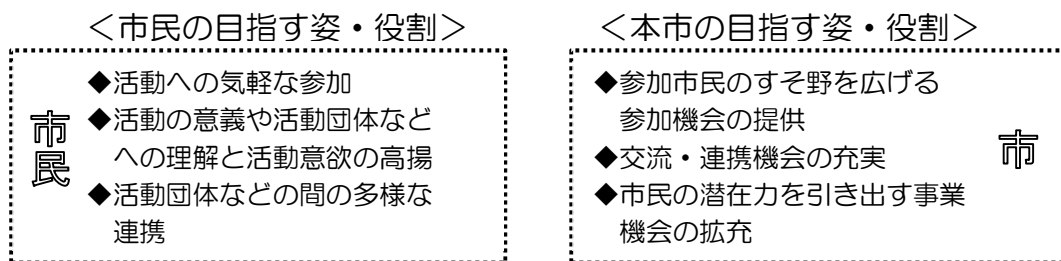 ＜市民の目指す姿・役割＞
市民
◆活動への気軽な参加
◆活動の意義や活動団体など
への理解と活動意欲の高揚
◆活動団体などの間の多様な
連携
＜本市の目指す姿・役割＞
◆参加市民のすそ野を広げる
参加機会の提供
◆交流・連携機会の充実
◆市民の潜在力を引き出す事業
機会の拡充
市